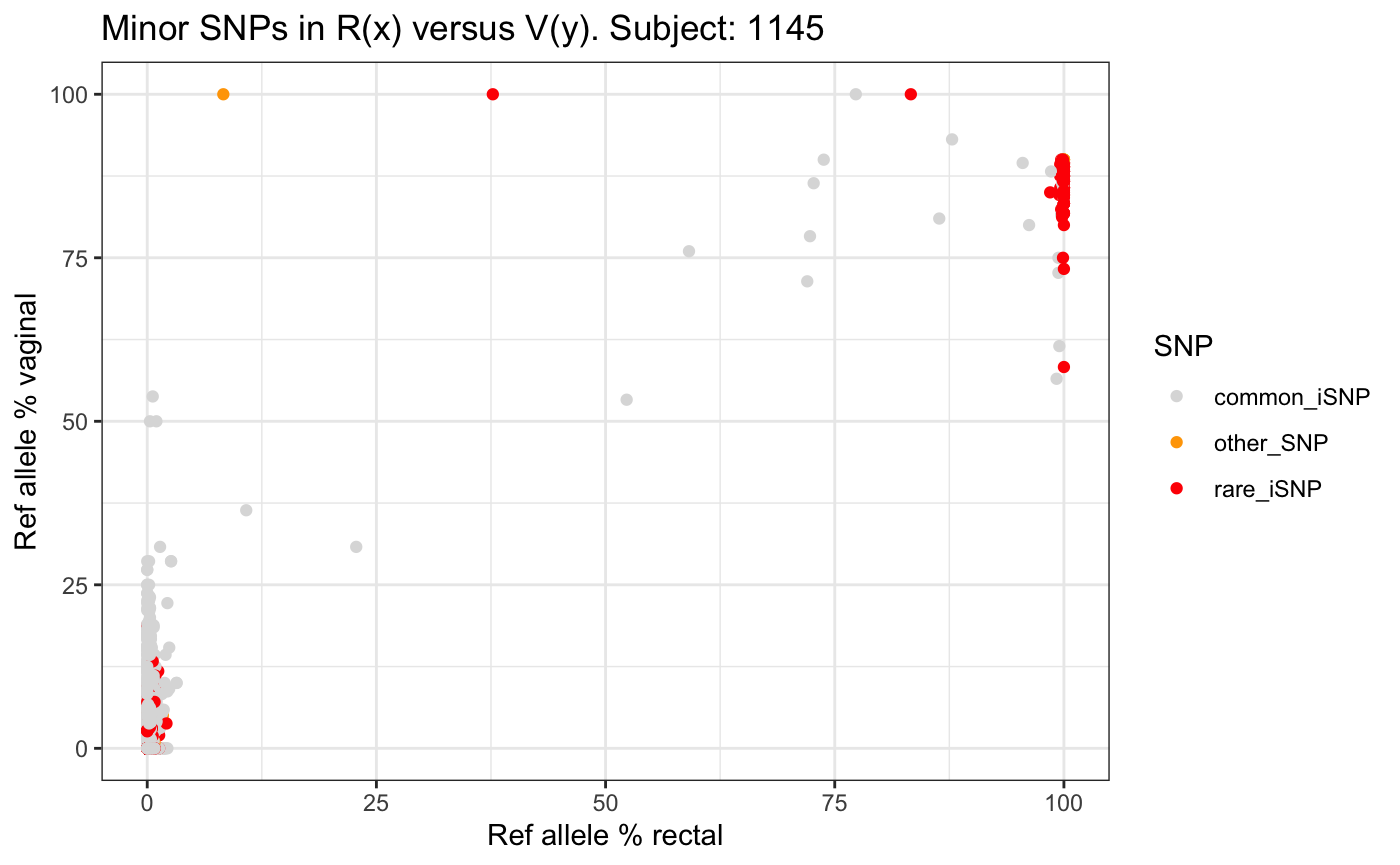 Minor SNPs in R(x) versus V(y). Subject: 1145
Ref allele % vaginal
100
75
50
25
0
0 25 50 75 100
Ref allele % rectal
SNP
common_iSNP
other_SNP
rare_iSNP